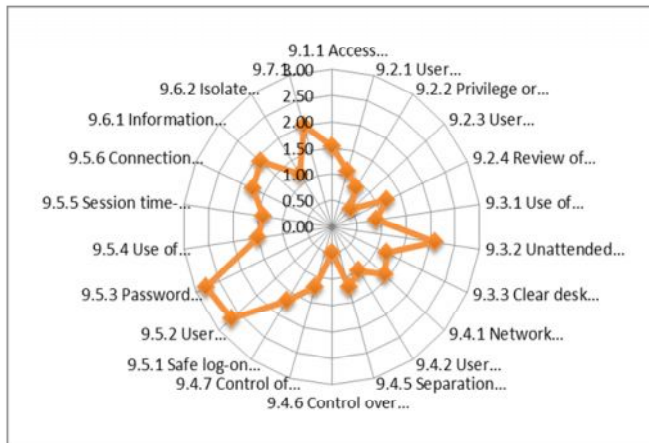 9.1.1 Access...
9.7.1...
3.00
9.2.1 User...
9.6.2 Isolate...
2.50
9.2.2 Privilege or...
9.6.1 Information
2.00
9.2.3 User...
1.50
9.5.6 Connection
1.00
9.2.4 Review of...
9.5.5 Session time-...
0.50
9.3.1 Use of...
0.00
9.5.4 Use of...
9.3.2 Unattended...
9.5.3 Password...
9.3.3 Clear desk...
9.5.2 User...
9.4.1 Network...
9.5.1 Safe log-on...
9.4.2 User...
9.4.7 Control of...
9.4.5 Separation...
9.4.6 Control over...